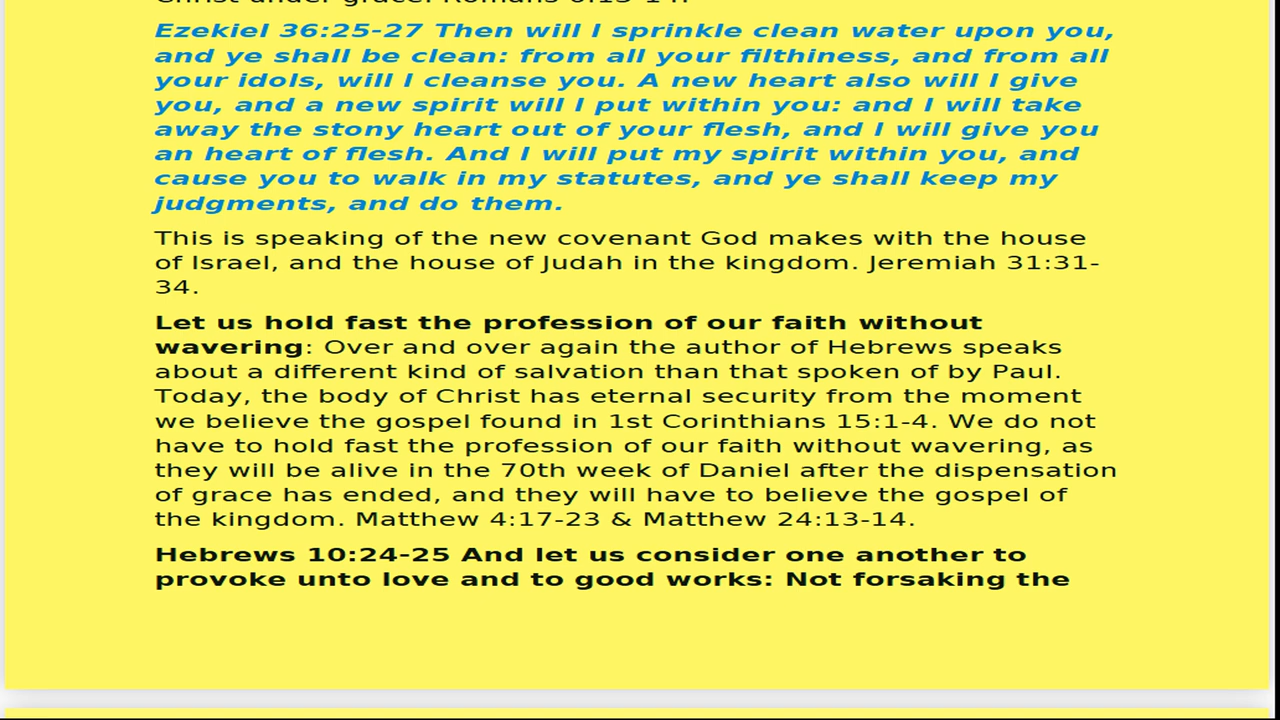 Ezekiel 36:25-27 Then will I sprinkle clean water upon you,
and ye shall be clean: from all your filthiness, and from all
your idols, will I cleanse you. A new heart also will I give
you, and a new spirit will I put within you: and I will take
away the stony heart out of your flesh, and I will give you
an heart of flesh. And I will put my spirit within you, and
cause you to walk in my statutes, and ye shall keep my
judgments, and do them.
This is speaking of the new covenant God makes with the house
of Israel, and the house of Judah in the kingdom. Jeremiah 31:31-
34.
Let us hold fast the profession of our faith without
wavering: Over and over again the author of Hebrews speaks
about a different kind of salvation than that spoken of by Paul.
Today, the body of Christ has eternal security from the moment
we believe the gospel found in 1st Corinthians 15:1-4. We do not
have to hold fast the profession of our faith without wavering, as
they will be alive in the 70th week of Daniel after the dispensation
of grace has ended, and they will have to believe the gospel of
the kingdom. Matthew 4:17-23 & Matthew 24:13-14.
Hebrews 10:24-25 And let us consider one another to
provoke unto love and to good works: Not forsaking the